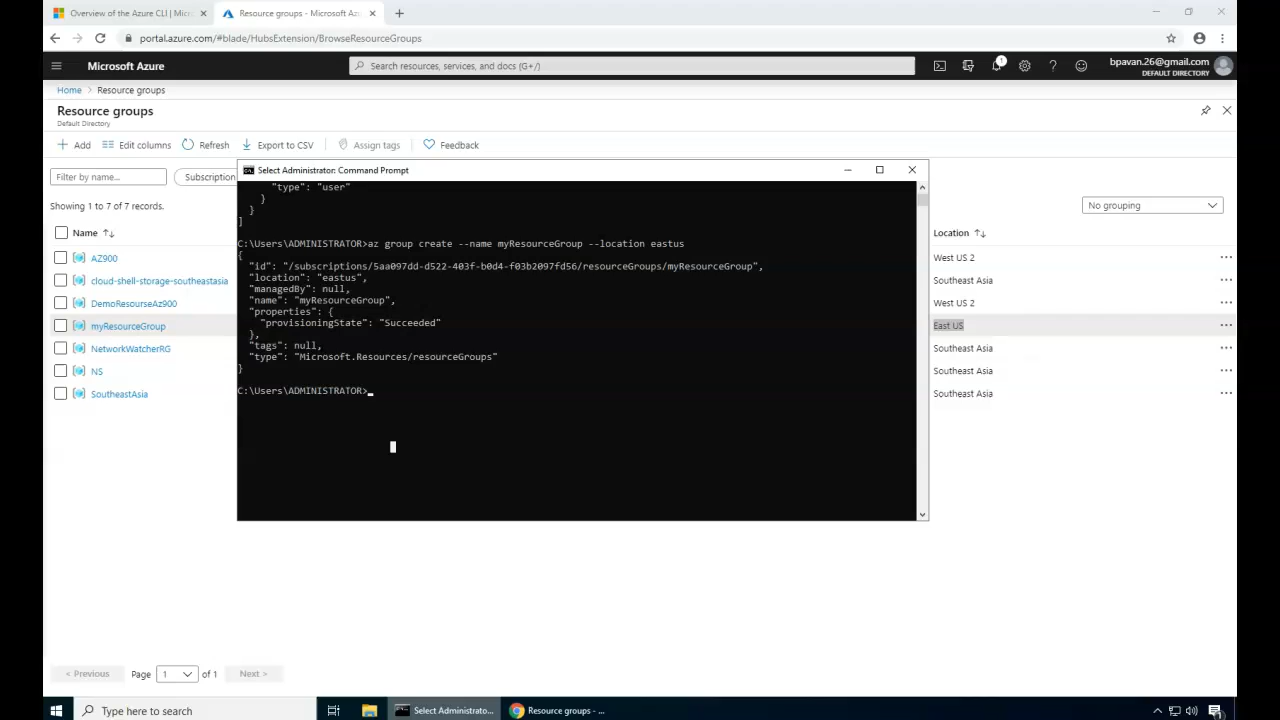 Overview of the Azure CLI | Micr
Resource groups - Microsoft Az
portal.azure.com/#blade/HubsExtension/BrowseResourceGroups
Microsoft Azure
Search resources, services, and docs (G+/)
1
bpavan.26@gmail.com
DEFAULT DIRECTORY
Home > Resource groups
Resource groups
Default Directory
Add
Edit columns
Refresh
Export to CSV
Assign tags
Feedback
Filter by name...
Subscription
Showing 1 to 7 of 7 records.
No grouping
Name
Location
AZ900
West US 2
cloud-shell-storage-southeastasia
Southeast Asia
DemoResourseAz900
West US 2
myResourceGroup
East US
NetworkWatcherRG
Southeast Asia
NS
Southeast Asia
SoutheastAsia
Southeast Asia
Select Administrator: Command Prompt
"type": "user"
}
}
]
C:\Users\ADMINISTRATOR>az group create --name myResourceGroup --location eastus
{
"id": "/subscriptions/5aa097dd-d522-403f-b0d4-f03b2097fd56/resourceGroups/myResourceGroup",
"location": "eastus",
"managedBy": null,
"name": "myResourceGroup",
"properties": {
"provisioningState": "Succeeded"
},
"tags": null,
"type": "Microsoft.Resources/resourceGroups"
}
C:\Users\ADMINISTRATOR>
< Previous
Page
1
of 1
Next >
Type here to search
Select Administrato...
Resource groups - ...
1